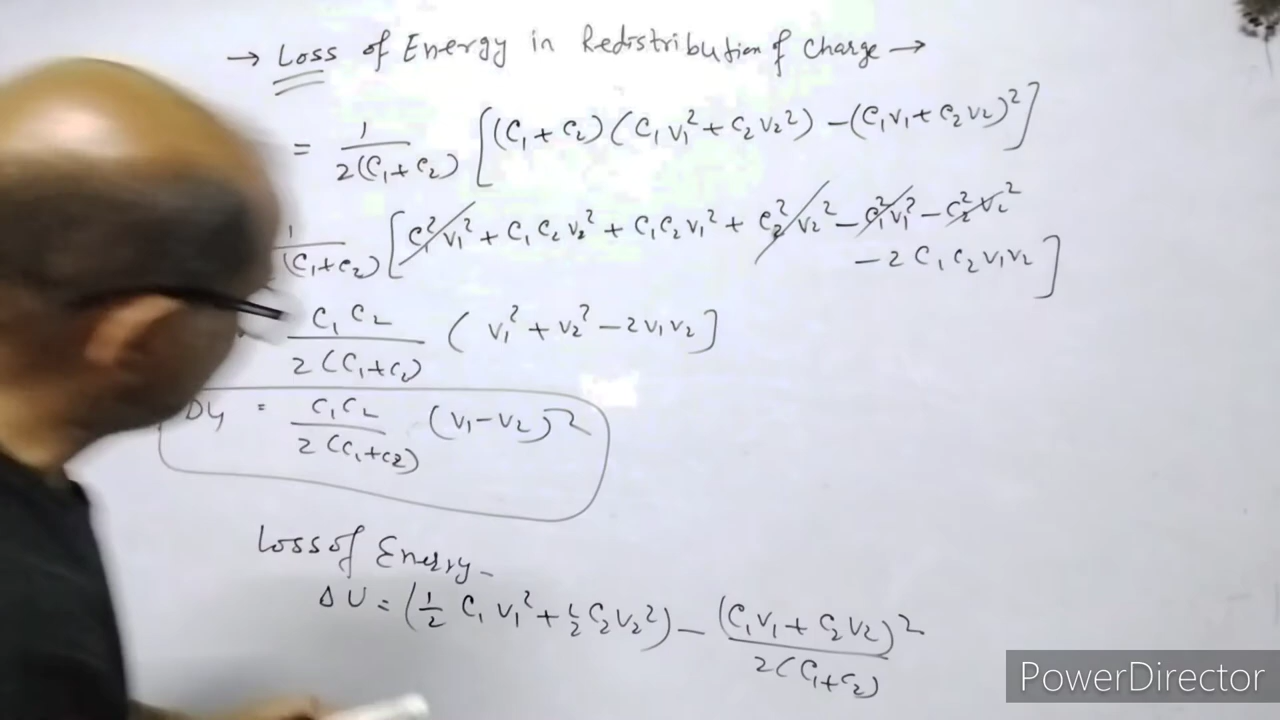 → Loss of Energy in Redistribution of Charge →
= 1/2(C₁+C₂) [(C₁+C₂)(C₁V₁²+C₂V₂²) −(C₁V₁+C₂V₂)²]
1/(C₁+C₂) [C₁²V₁² + C₁C₂V₂² + C₁C₂V₁² + C₂²V₂² − C₁²V₁² − C₂²V₂²
− 2C₁C₂V₁V₂]
C₁C₂/2(C₁+C₂) (V₁² + V₂² − 2V₁V₂]
= C₁C₂/2(C₁+C₂) (V₁−V₂)²
Loss of Energy -
ΔU = (1/2 C₁V₁² + 1/2 C₂V₂²) − (C₁V₁ + C₂V₂)²/2(C₁+C₂)
PowerDirector